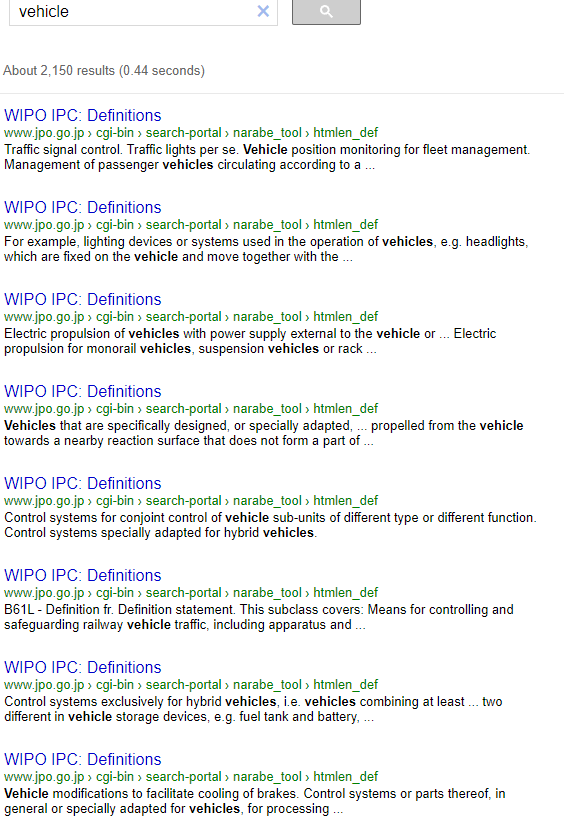 vehicle
About 2,150 results (0.44 seconds)
WIPO IPC: Definitions
www.jpo.go.jp › cgi-bin › search-portal › narabe_tool › htmlen_def
Traffic signal control. Traffic lights per se. Vehicle position monitoring for fleet management.
Management of passenger vehicles circulating according to a ...
WIPO IPC: Definitions
www.jpo.go.jp › cgi-bin › search-portal › narabe_tool › htmlen_def
For example, lighting devices or systems used in the operation of vehicles, e.g. headlights,
which are fixed on the vehicle and move together with the ...
WIPO IPC: Definitions
www.jpo.go.jp › cgi-bin › search-portal › narabe_tool › htmlen_def
Electric propulsion of vehicles with power supply external to the vehicle or ... Electric
propulsion for monorail vehicles, suspension vehicles or rack ...
WIPO IPC: Definitions
www.jpo.go.jp › cgi-bin › search-portal › narabe_tool › htmlen_def
Vehicles that are specifically designed, or specially adapted, ... propelled from the vehicle
towards a nearby reaction surface that does not form a part of ...
WIPO IPC: Definitions
www.jpo.go.jp › cgi-bin › search-portal › narabe_tool › htmlen_def
Control systems for conjoint control of vehicle sub-units of different type or different function.
Control systems specially adapted for hybrid vehicles.
WIPO IPC: Definitions
www.jpo.go.jp › cgi-bin › search-portal › narabe_tool › htmlen_def
B61L - Definition fr. Definition statement. This subclass covers: Means for controlling and
safeguarding railway vehicle traffic, including apparatus and ...
WIPO IPC: Definitions
www.jpo.go.jp › cgi-bin › search-portal › narabe_tool › htmlen_def
Control systems exclusively for hybrid vehicles, i.e. vehicles combining at least ... two
different in vehicle storage devices, e.g. fuel tank and battery, ...
WIPO IPC: Definitions
www.jpo.go.jp › cgi-bin › search-portal › narabe_tool › htmlen_def
Vehicle modifications to facilitate cooling of brakes. Control systems or parts thereof, in
general or specially adapted for vehicles, for processing ...